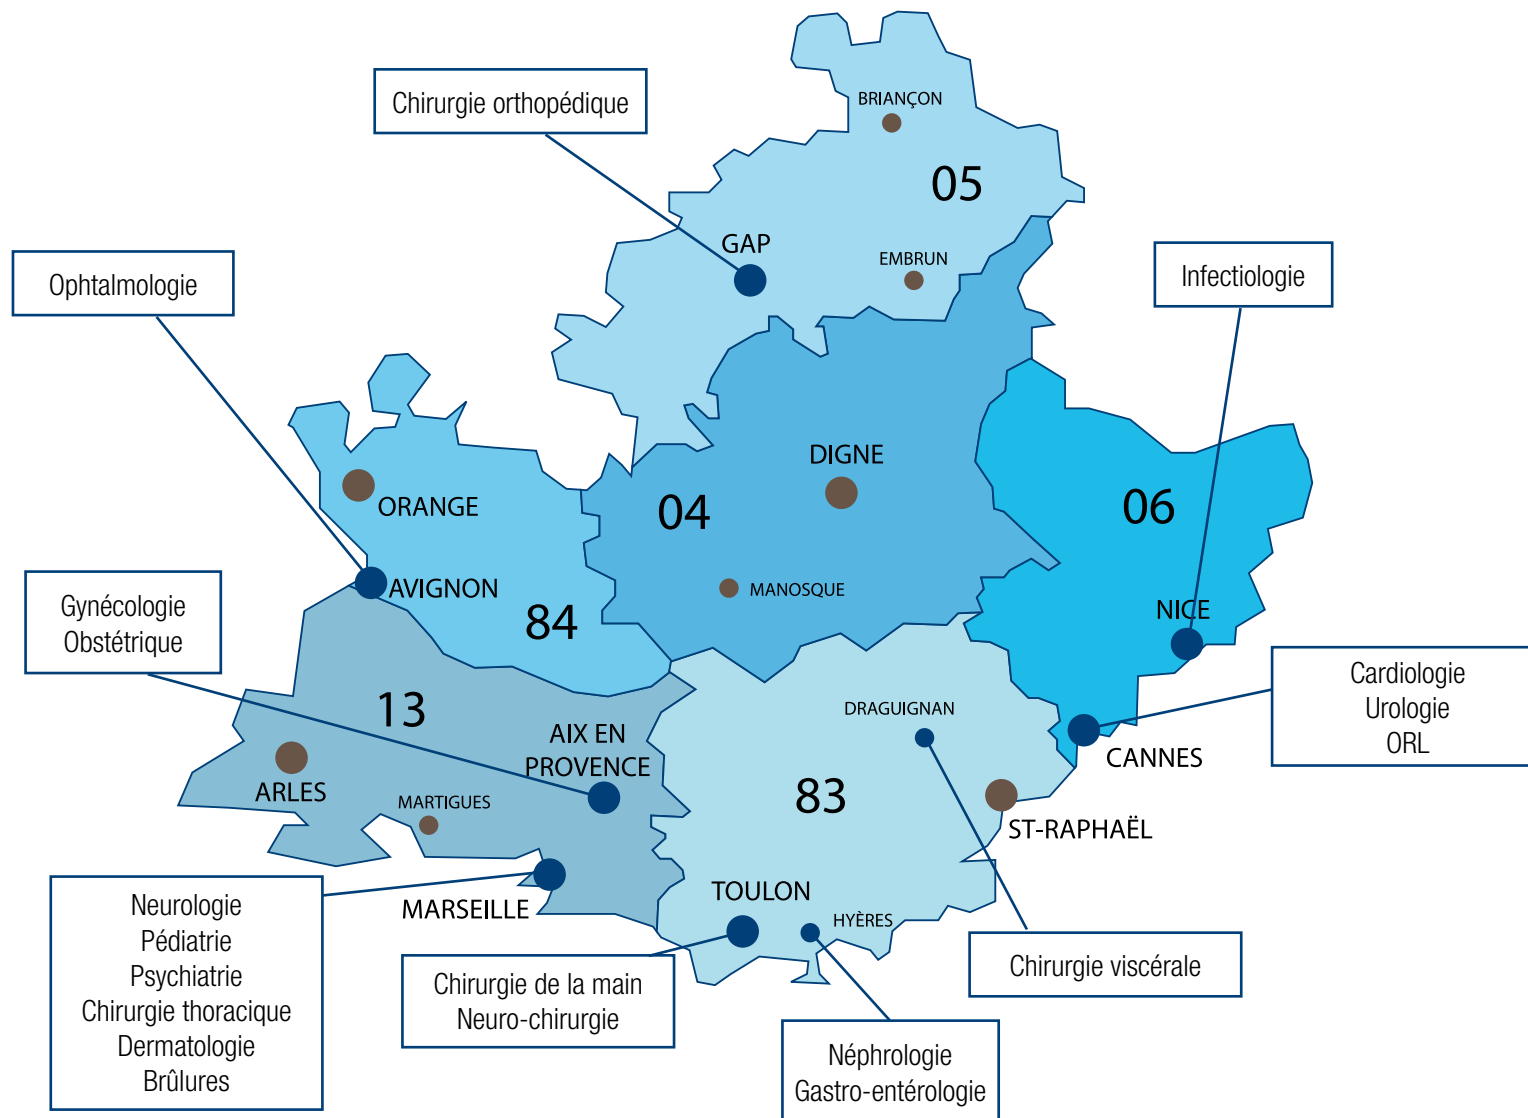 Chirurgie orthopédique
BRIANÇON
05
GAP
EMBRUN
Ophtalmologie
Infectiologie
DIGNE
ORANGE
04
06
MANOSQUE
AVIGNON
84
NICE
Gynécologie
Obstétrique
13
AIX EN
PROVENCE
DRAGUIGNAN
Cardiologie
Urologie
ORL
CANNES
ARLES
MARTIGUES
83
ST-RAPHAËL
MARSEILLE
TOULON
HYÈRES
Neurologie
Pédiatrie
Psychiatrie
Chirurgie thoracique
Dermatologie
Brûlures
Chirurgie de la main
Neuro-chirurgie
Chirurgie viscérale
Néphrologie
Gastro-entérologie